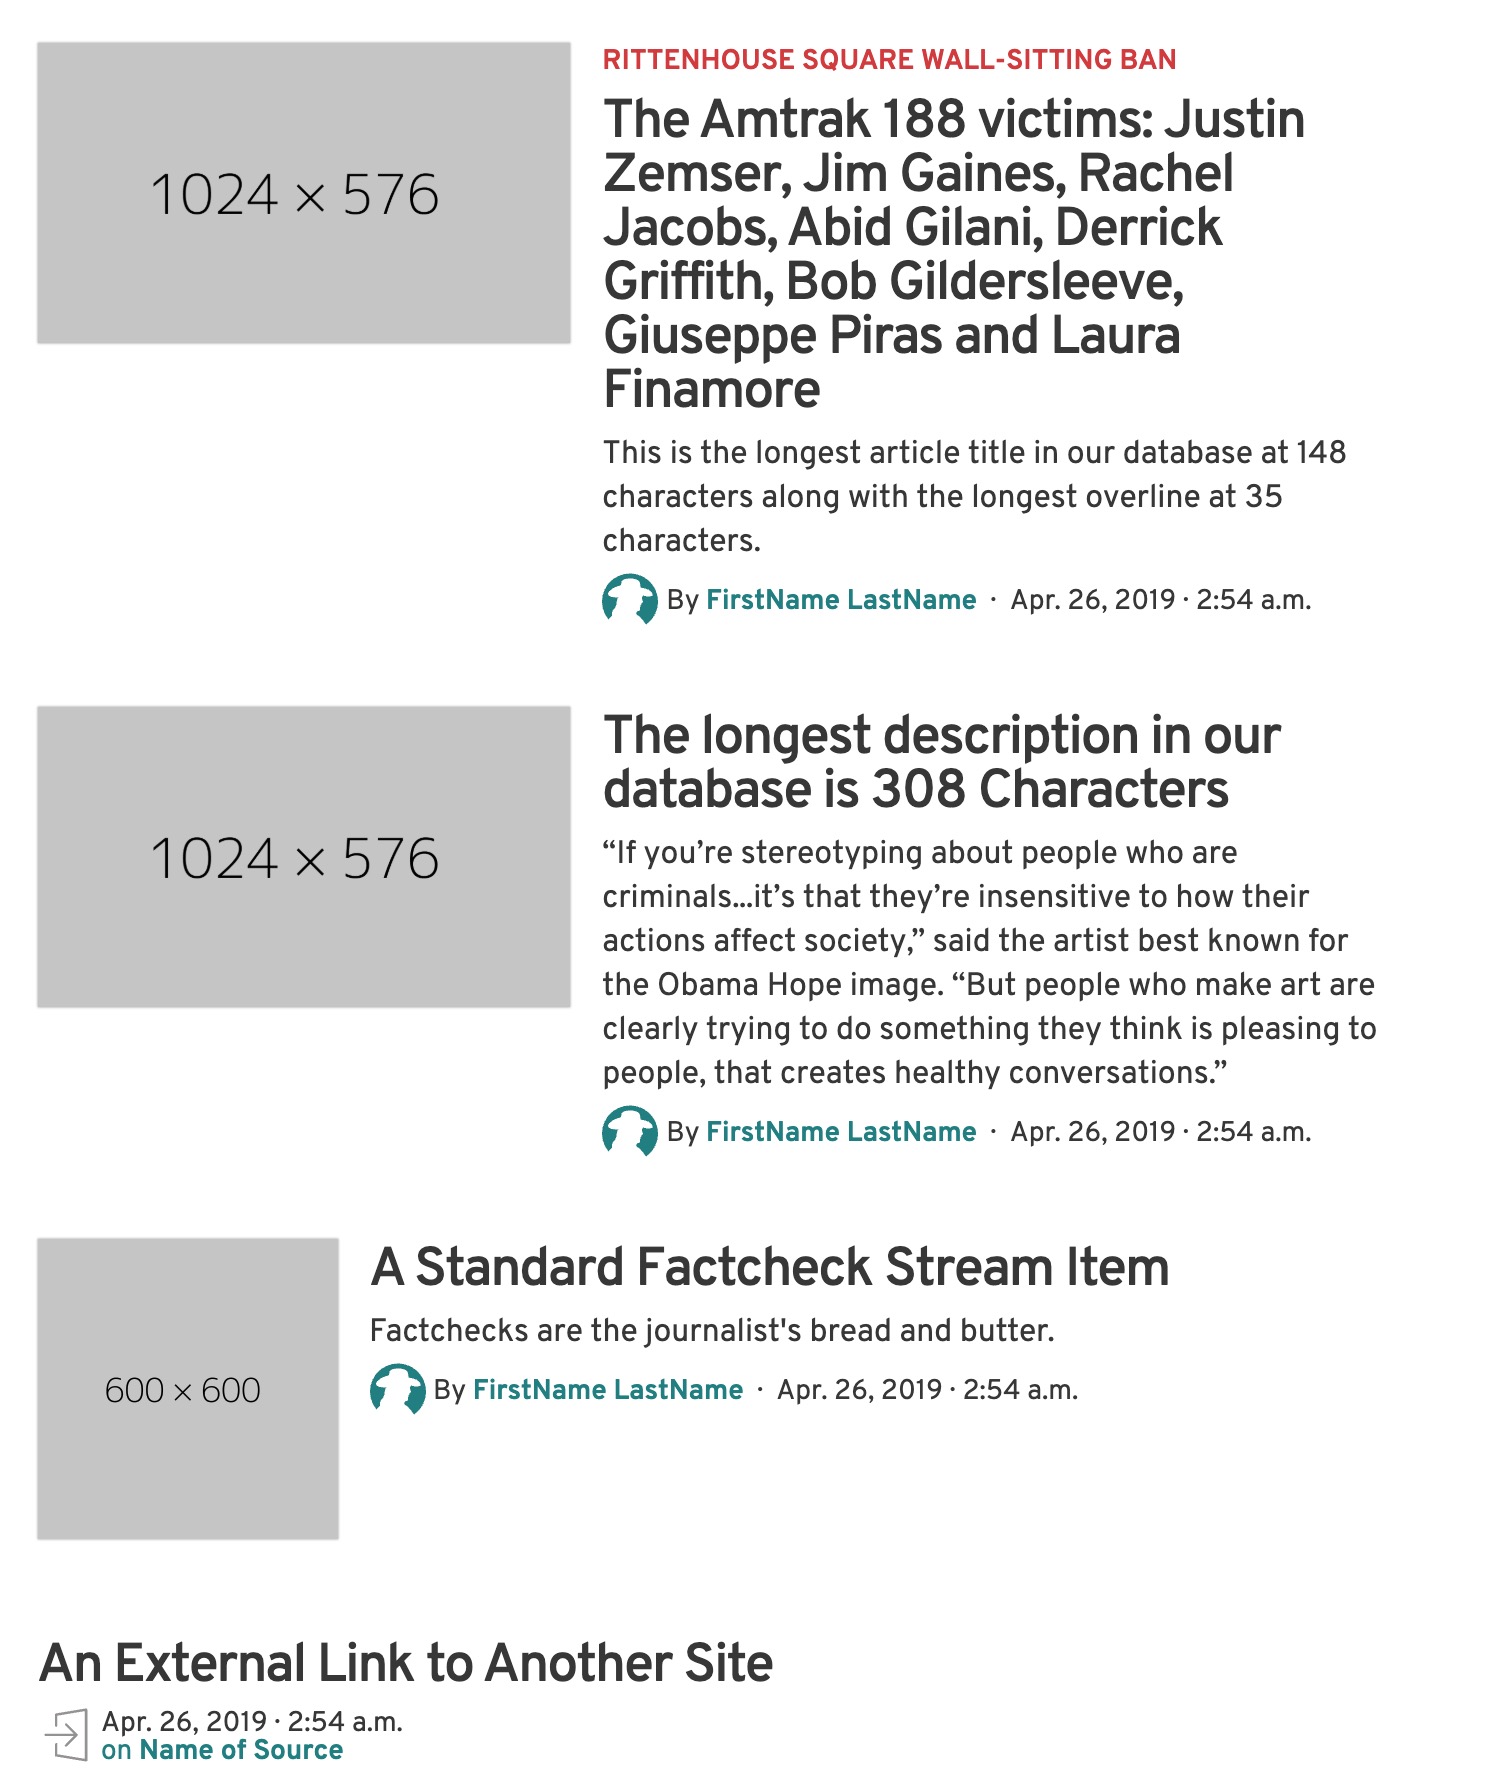 1024 × 576
RITTENHOUSE SQUARE WALL-SITTING BAN
The Amtrak 188 victims: Justin
Zemser, Jim Gaines, Rachel
Jacobs, Abid Gilani, Derrick
Griffith, Bob Gildersleeve,
Giuseppe Piras and Laura
Finamore
This is the longest article title in our database at 148
characters along with the longest overline at 35
characters.
By FirstName LastName · Apr. 26, 2019 · 2:54 a.m.
1024 × 576
The longest description in our
database is 308 Characters
“If you’re stereotyping about people who are
criminals...it’s that they’re insensitive to how their
actions affect society,” said the artist best known for
the Obama Hope image. “But people who make art are
clearly trying to do something they think is pleasing to
people, that creates healthy conversations.”
By FirstName LastName · Apr. 26, 2019 · 2:54 a.m.
600 × 600
A Standard Factcheck Stream Item
Factchecks are the journalist's bread and butter.
By FirstName LastName · Apr. 26, 2019 · 2:54 a.m.
An External Link to Another Site
Apr. 26, 2019 · 2:54 a.m.
on Name of Source